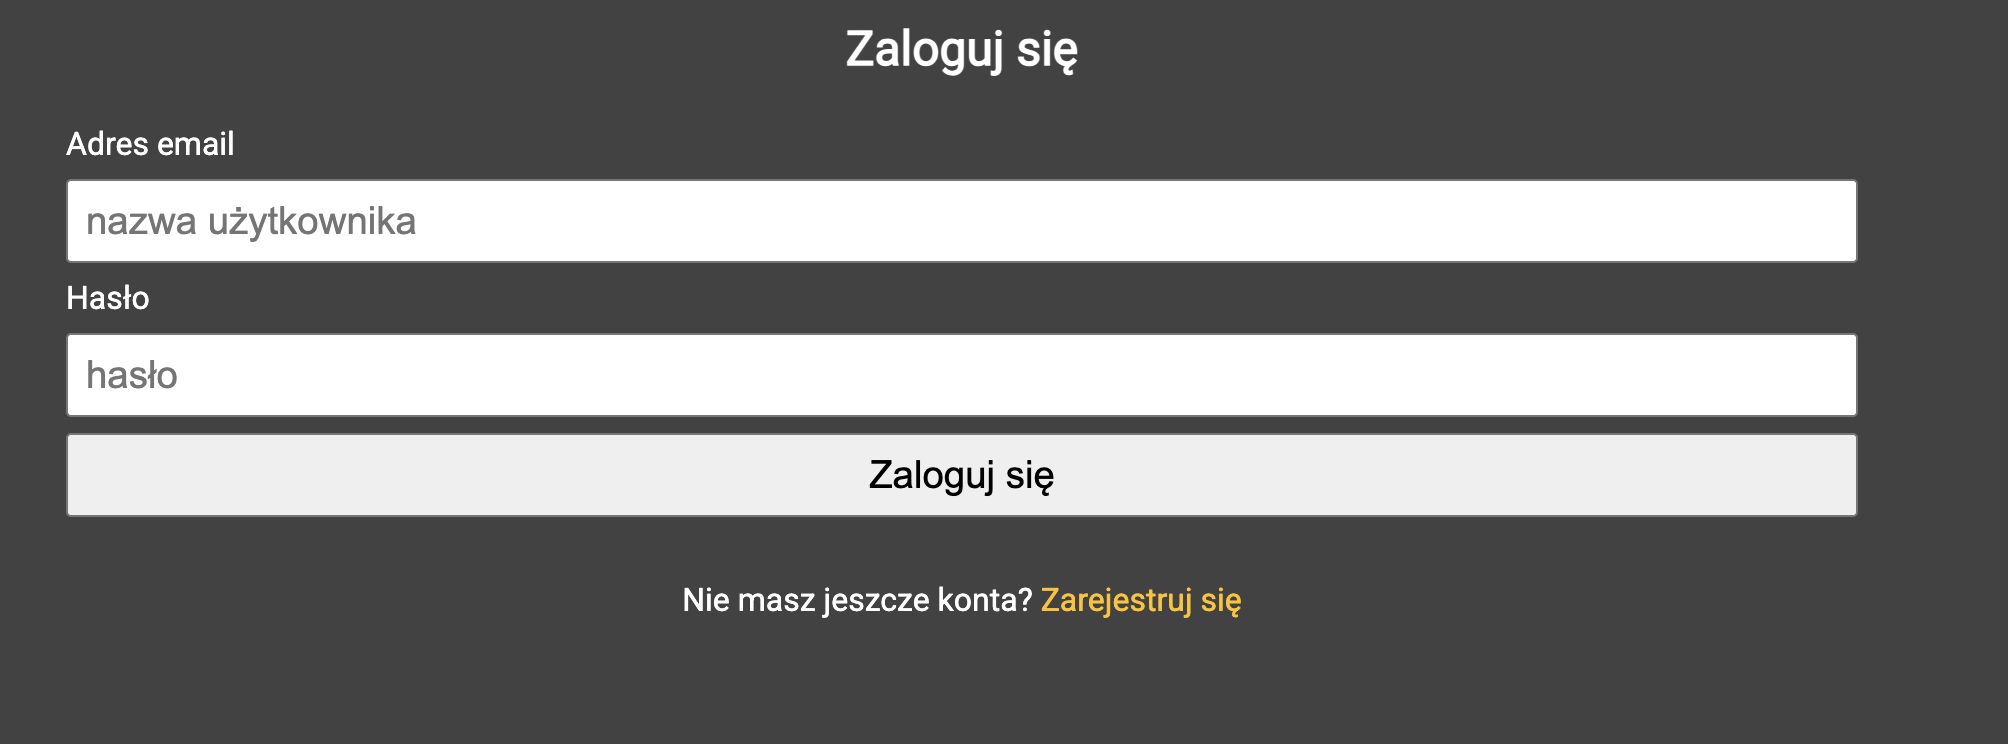 Zaloguj się
Adres email
nazwa użytkownika
Hasło
hasło
Zaloguj się
Nie masz jeszcze konta? Zarejestruj się